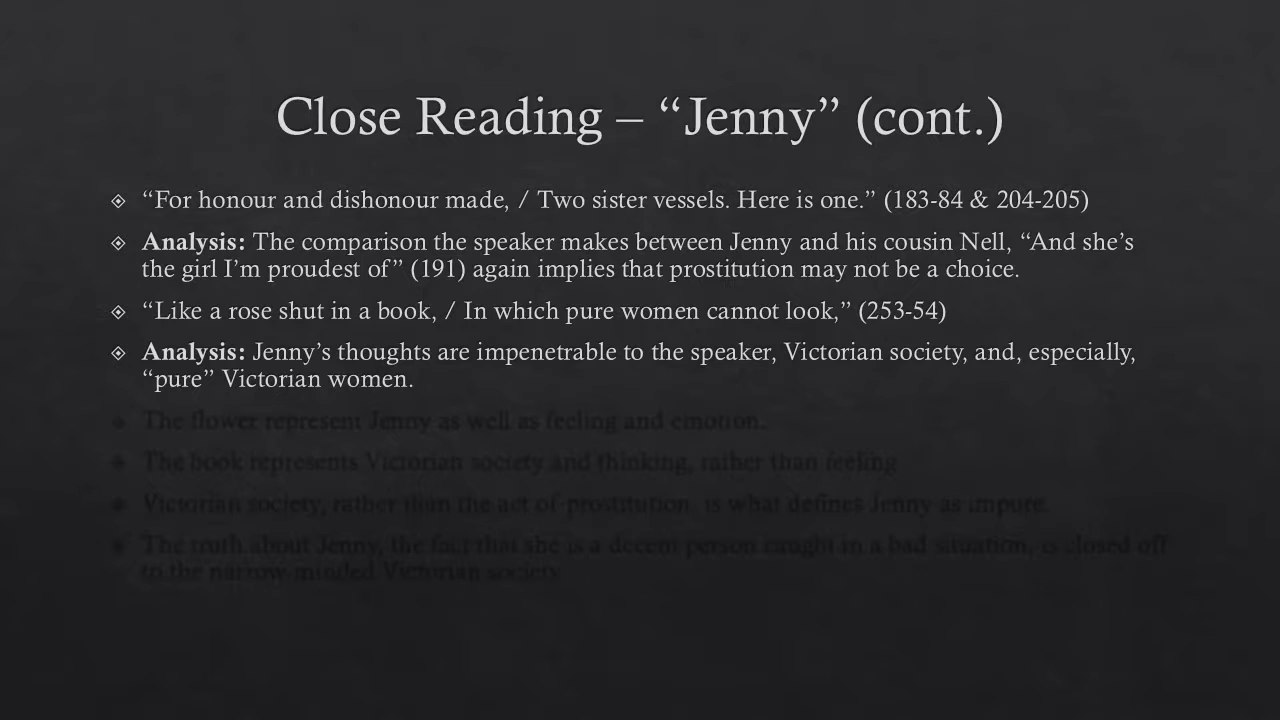 Close Reading – “Jenny” (cont.)
“For honour and dishonour made, / Two sister vessels. Here is one.” (183-84 & 204-205)
Analysis: The comparison the speaker makes between Jenny and his cousin Nell, “And she’s
the girl I’m proudest of” (191) again implies that prostitution may not be a choice.
“Like a rose shut in a book, / In which pure women cannot look,” (253-54)
Analysis: Jenny’s thoughts are impenetrable to the speaker, Victorian society, and, especially,
“pure” Victorian women.
The flower represent Jenny as well as feeling and emotion.
The book represents Victorian society and thinking, rather than feeling
Victorian society, rather than the act of prostitution, is what defines Jenny as impure.
The truth about Jenny, the fact that she is a decent person caught in a bad situation, is closed off
to the narrow-minded Victorian society